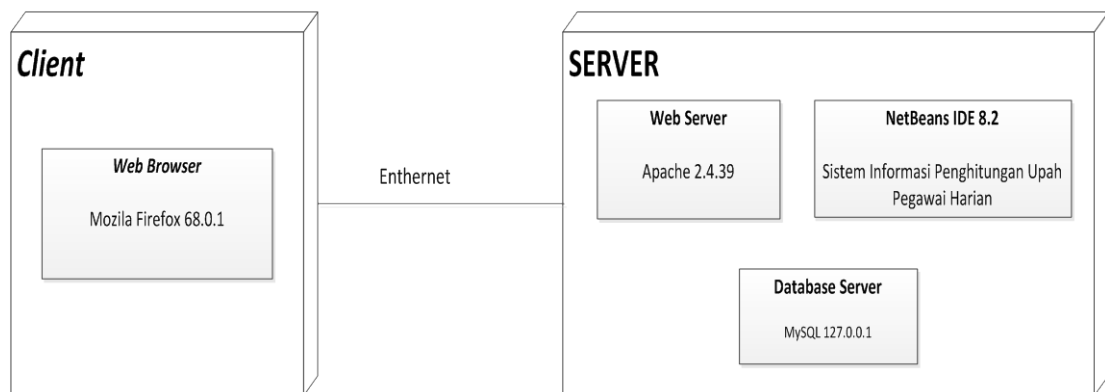 Client
Web Browser
Mozila Firefox 68.0.1
Enthernet
SERVER
Web Server
Apache 2.4.39
NetBeans IDE 8.2
Sistem Informasi Penghitungan Upah
Pegawai Harian
Database Server
MySQL 127.0.0.1